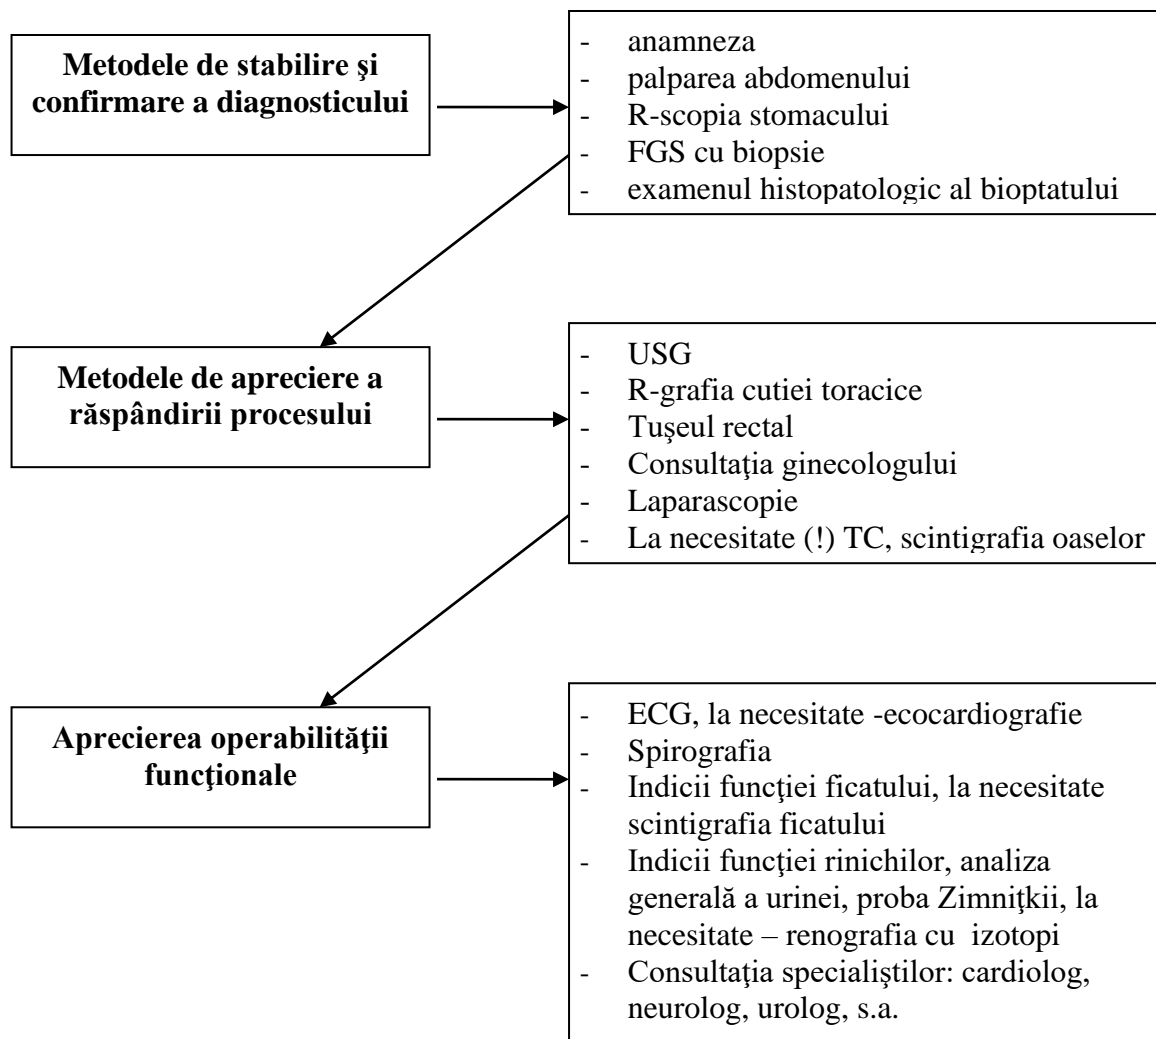 Metodele de stabilire şi
confirmare a diagnosticului
- anamneza
- palparea abdomenului
- R-scopia stomacului
- FGS cu biopsie
- examenul histopatologic al bioptatului
Metodele de apreciere a
răspândirii procesului
- USG
- R-grafia cutiei toracice
- Tuşeul rectal
- Consultaţia ginecologului
- Laparascopie
- La necesitate (!) TC, scintigrafia oaselor
Aprecierea operabilităţii
funcţionale
- ECG, la necesitate -ecocardiografie
- Spirografia
- Indicii funcţiei ficatului, la necesitate
scintigrafia ficatului
- Indicii funcţiei rinichilor, analiza
generală a urinei, proba Zimniţkii, la
necesitate – renografia cu izotopi
- Consultaţia specialiştilor: cardiolog,
neurolog, urolog, s.a.